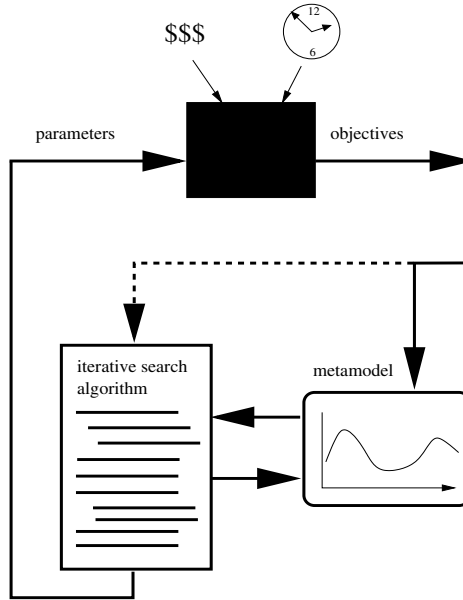 $$$
12
6
parameters
objectives
iterative search
algorithm
metamodel